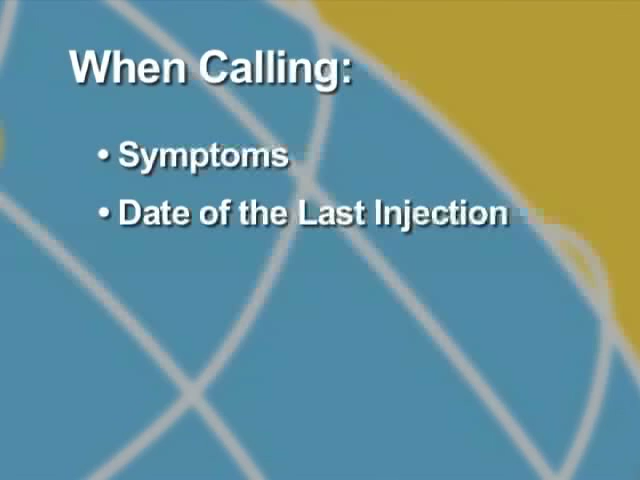 When Calling:
• Symptoms
• Date of the Last Injection